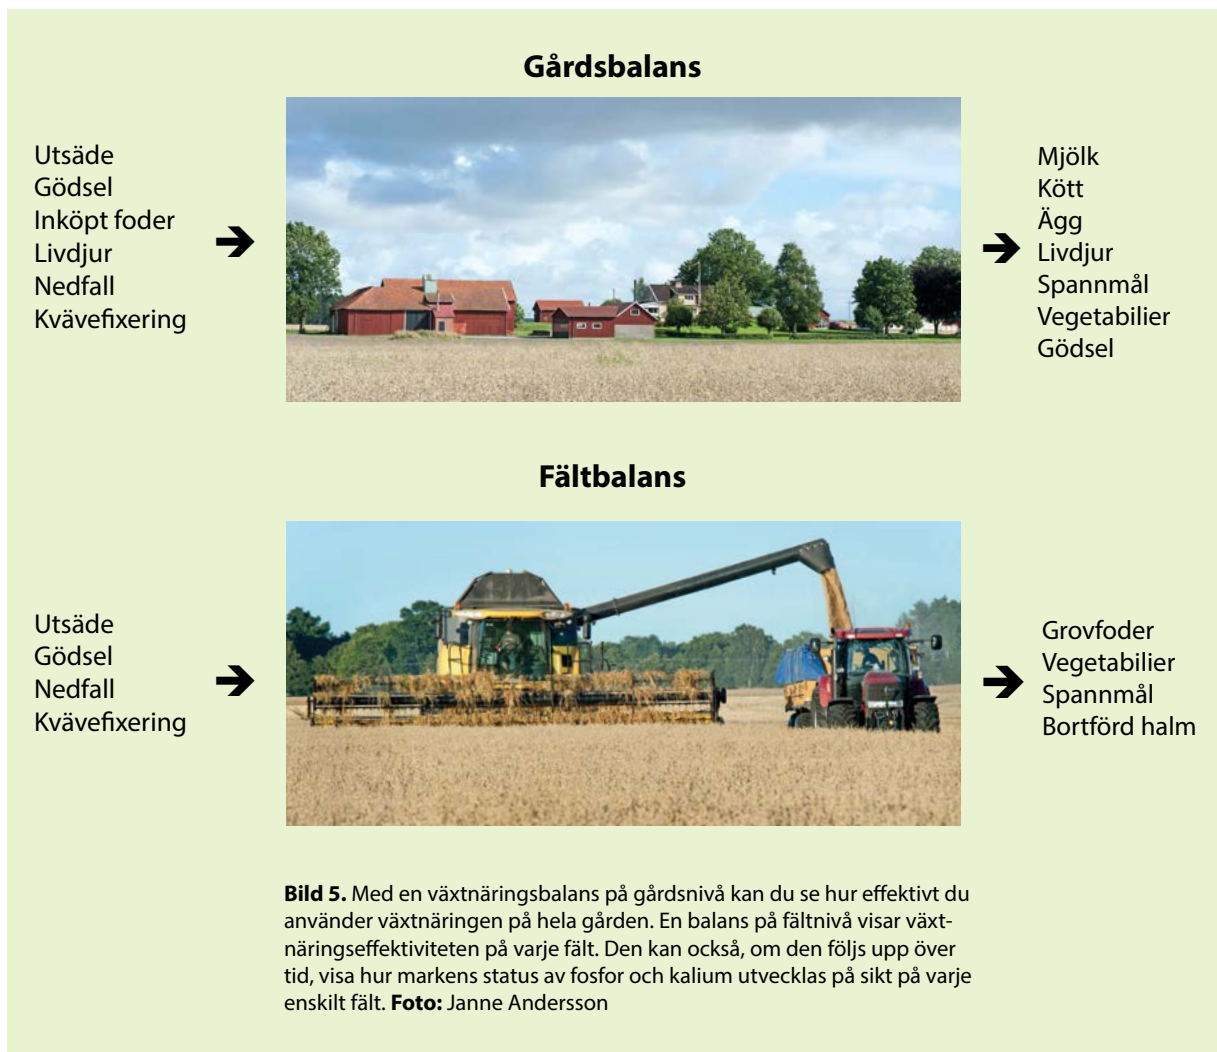 Gårdsbalans
Utsäde
Gödsel
Inköpt foder
Livdjur
Nedfall
Kvävefixering
➔
➔
Mjölk
Kött
Ägg
Livdjur
Spannmål
Vegetabilier
Gödsel
Fältbalans
Utsäde
Gödsel
Nedfall
Kvävefixering
➔
➔
Grovfoder
Vegetabilier
Spannmål
Bortförd halm
Bild 5. Med en växtnäringsbalans på gårdsnivå kan du se hur effektivt du
använder växtnäringen på hela gården. En balans på fältnivå visar växt-
näringseffektiviteten på varje fält. Den kan också, om den följs upp över
tid, visa hur markens status av fosfor och kalium utvecklas på sikt på varje
enskilt fält. Foto: Janne Andersson